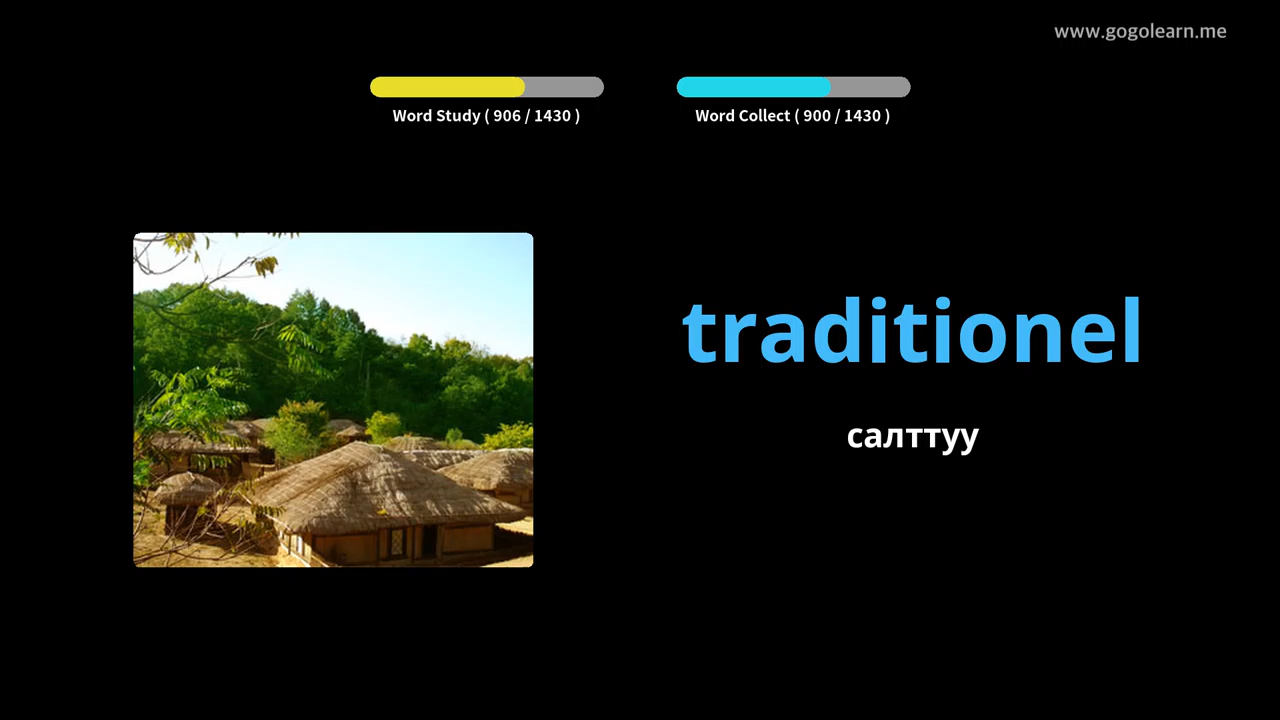 www.gogolearn.me
Word Study ( 906 / 1430 )
Word Collect ( 900 / 1430 )
traditionel
салттуу